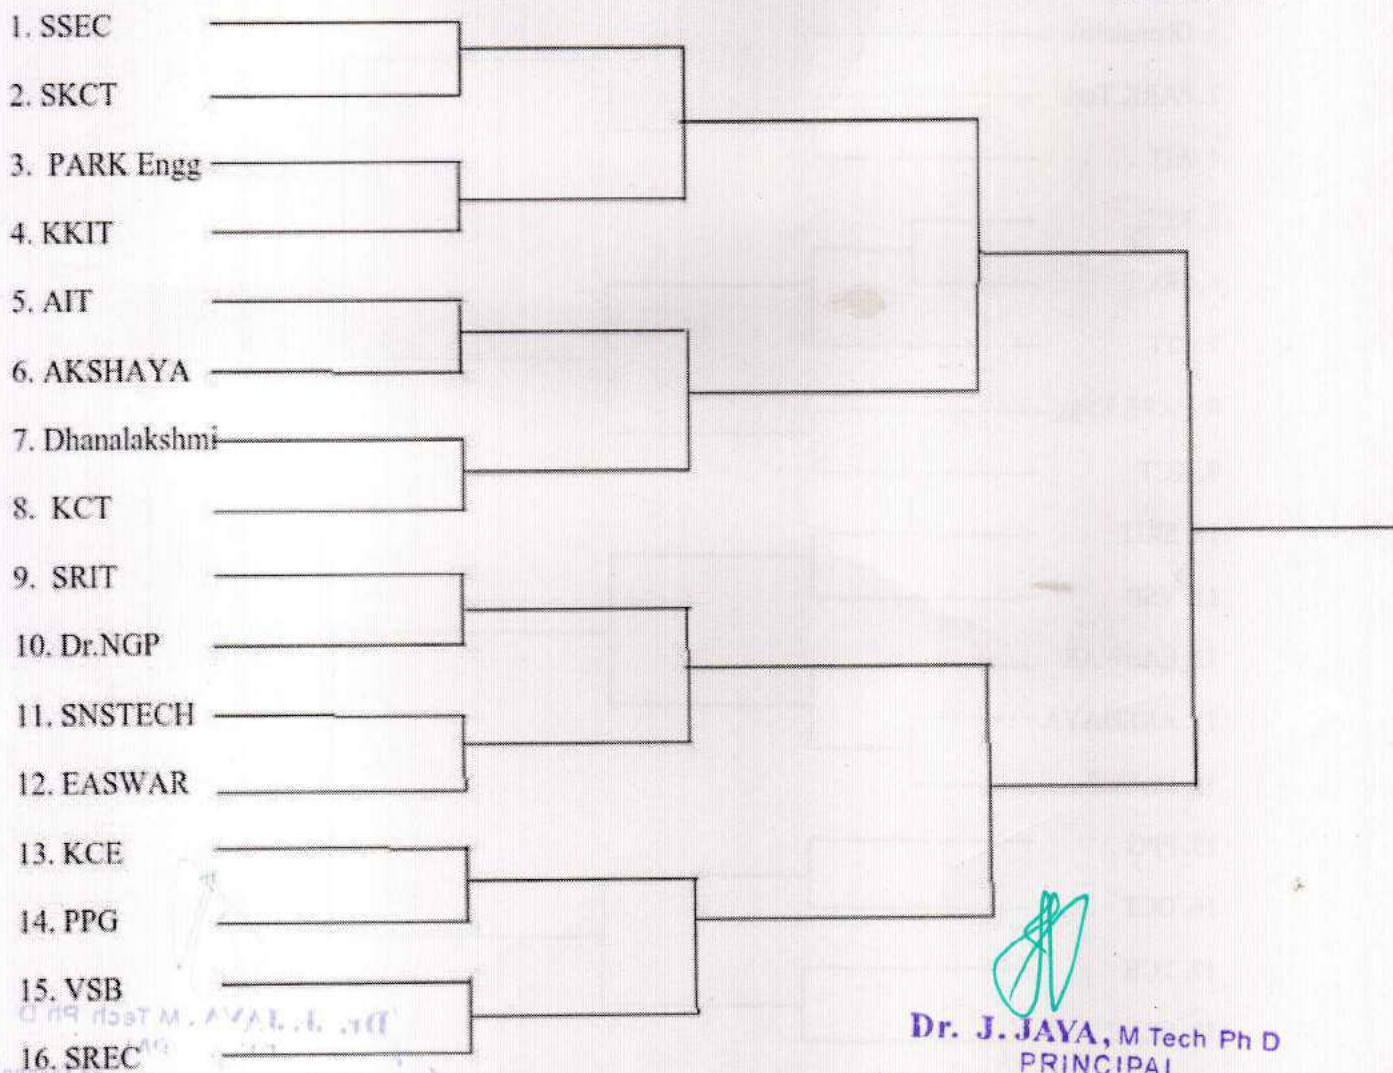 1. SSEC
2. SKCT
3. PARK Engg
4. KKIT
5. AIT
6. AKSHAYA
7. Dhanalakshmi
8. KCT
9. SRIT
10. Dr.NGP
11. SNSTECH
12. EASWAR
13. KCE
14. PPG
15. VSB
16. SREC
Dr. J. JAYA, M Tech Ph D
PRINCIPAL